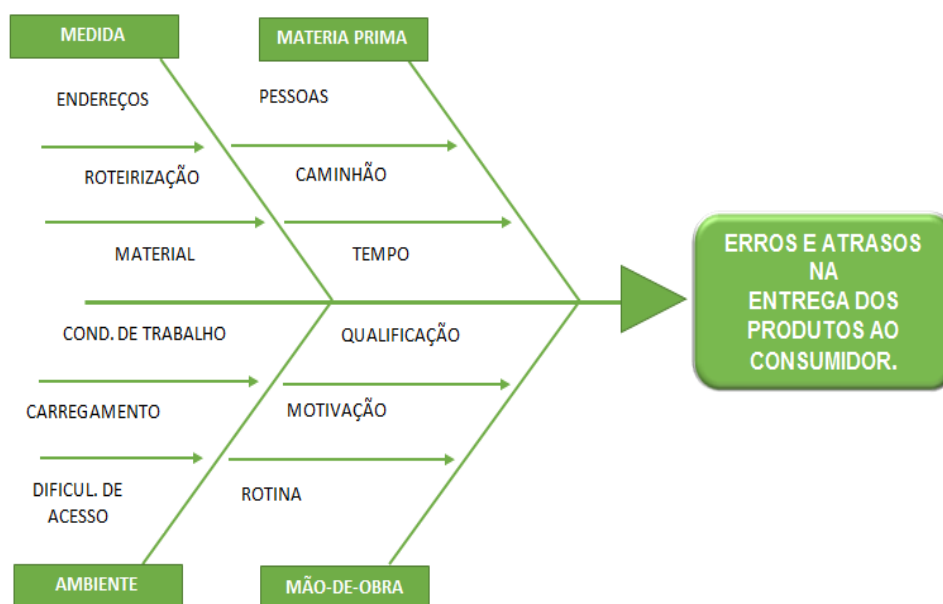 MEDIDA
MATERIA PRIMA
ENDEREÇOS
PESSOAS
ROTEIRIZAÇÃO
CAMINHÃO
MATERIAL
TEMPO
ERROS E ATRASOS
NA
ENTREGA DOS
PRODUTOS AO
CONSUMIDOR.
COND. DE TRABALHO
QUALIFICAÇÃO
CARREGAMENTO
MOTIVAÇÃO
DIFICUL. DE
ACESSO
ROTINA
AMBIENTE
MÃO-DE-OBRA